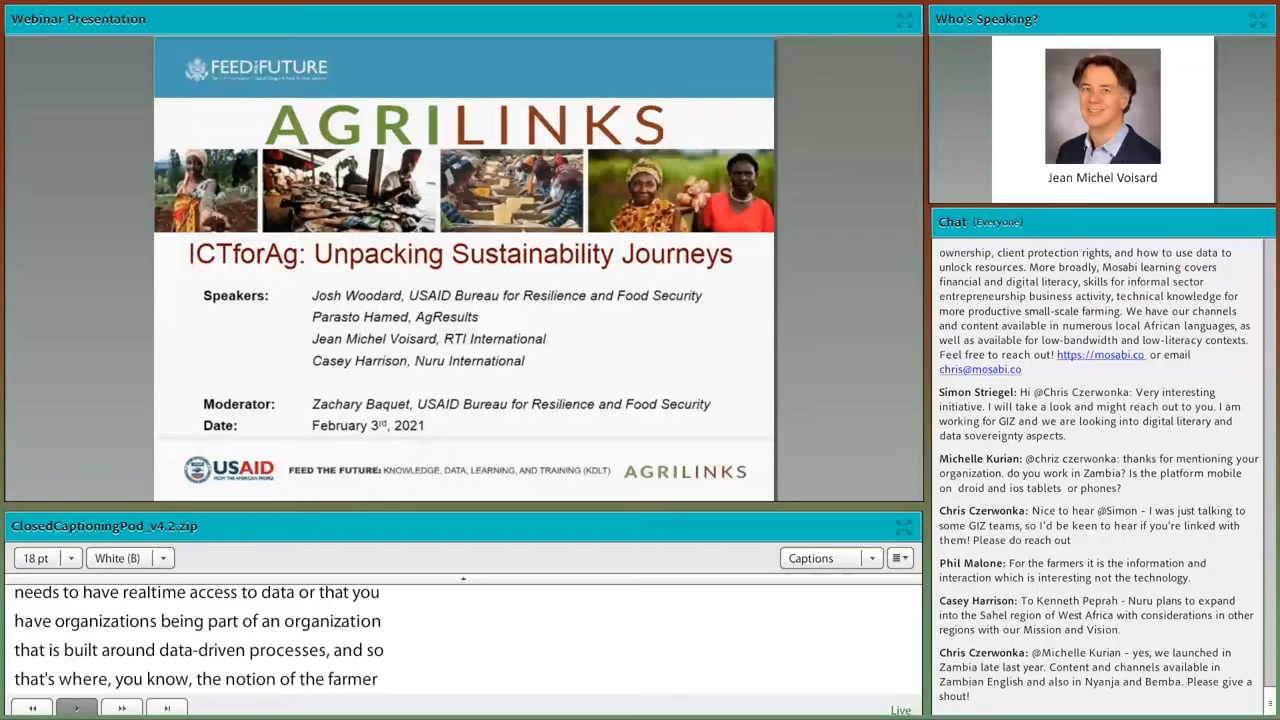 Webinar Presentation
FEED THE FUTURE
AGRILINKS
ICTforAg: Unpacking Sustainability Journeys
Speakers: Josh Woodard, USAID Bureau for Resilience and Food Security
Parasto Hamed, AgResults
Jean Michel Voisard, RTI International
Casey Harrison, Nuru International
Moderator: Zachary Baquet, USAID Bureau for Resilience and Food Security
Date: February 3rd, 2021
USAID
FROM THE AMERICAN PEOPLE
FEED THE FUTURE: KNOWLEDGE, DATA, LEARNING, AND TRAINING (KDLT)
AGRILINKS
ClosedCaptioningPod_v4.2.zip
18 pt
White (B)
Captions
needs to have realtime access to data or that you
have organizations being part of an organization
that is built around data-driven processes, and so
that's where, you know, the notion of the farmer
Live
Who's Speaking?
Jean Michel Voisard
Chat (Everyone)
ownership, client protection rights, and how to use data to
unlock resources. More broadly, Mosabi learning covers
financial and digital literacy, skills for informal sector
entrepreneurship business activity, technical knowledge for
more productive small-scale farming. We have our channels
and content available in numerous local African languages, as
well as available for low-bandwidth and low-literacy contexts.
Feel free to reach out! https://mosabi.co or email
chris@mosabi.co
Simon Striegel: Hi @Chris Czerwonka: Very interesting
initiative. I will take a look and might reach out to you. I am
working for GIZ and we are looking into digital literary and
data sovereignty aspects.
Michelle Kurian: @chriz czerwonka: thanks for mentioning your
organization. do you work in Zambia? Is the platform mobile
on droid and ios tablets or phones?
Chris Czerwonka: Nice to hear @Simon - I was just talking to
some GIZ teams, so I'd be keen to hear if you're linked with
them! Please do reach out
Phil Malone: For the farmers it is the information and
interaction which is interesting not the technology.
Casey Harrison: To Kenneth Peprah - Nuru plans to expand
into the Sahel region of West Africa with considerations in other
regions with our Mission and Vision.
Chris Czerwonka: @Michelle Kurian - yes, we launched in
Zambia late last year. Content and channels available in
Zambian English and also in Nyanja and Bemba. Please give a
shout!